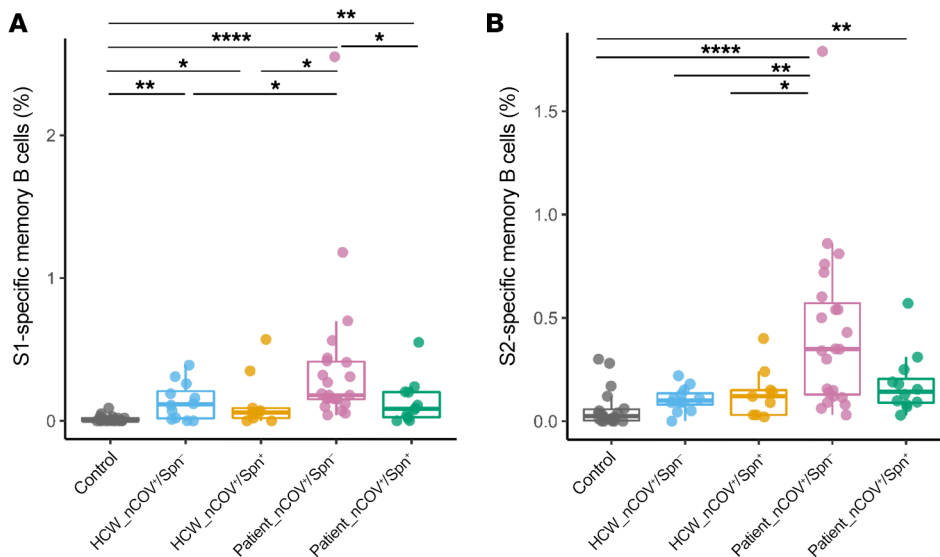 A
**
****
*
*
*
**
*
S1-specific memory B cells (%)
2
1
0
Control
HCW_nCOV⁺/Spn⁻
HCW_nCOV⁺/Spn⁺
Patient_nCOV⁺/Spn⁻
Patient_nCOV⁺/Spn⁺
B
**
****
**
*
S2-specific memory B cells (%)
1.5
1.0
0.5
0.0
Control
HCW_nCOV⁺/Spn⁻
HCW_nCOV⁺/Spn⁺
Patient_nCOV⁺/Spn⁻
Patient_nCOV⁺/Spn⁺